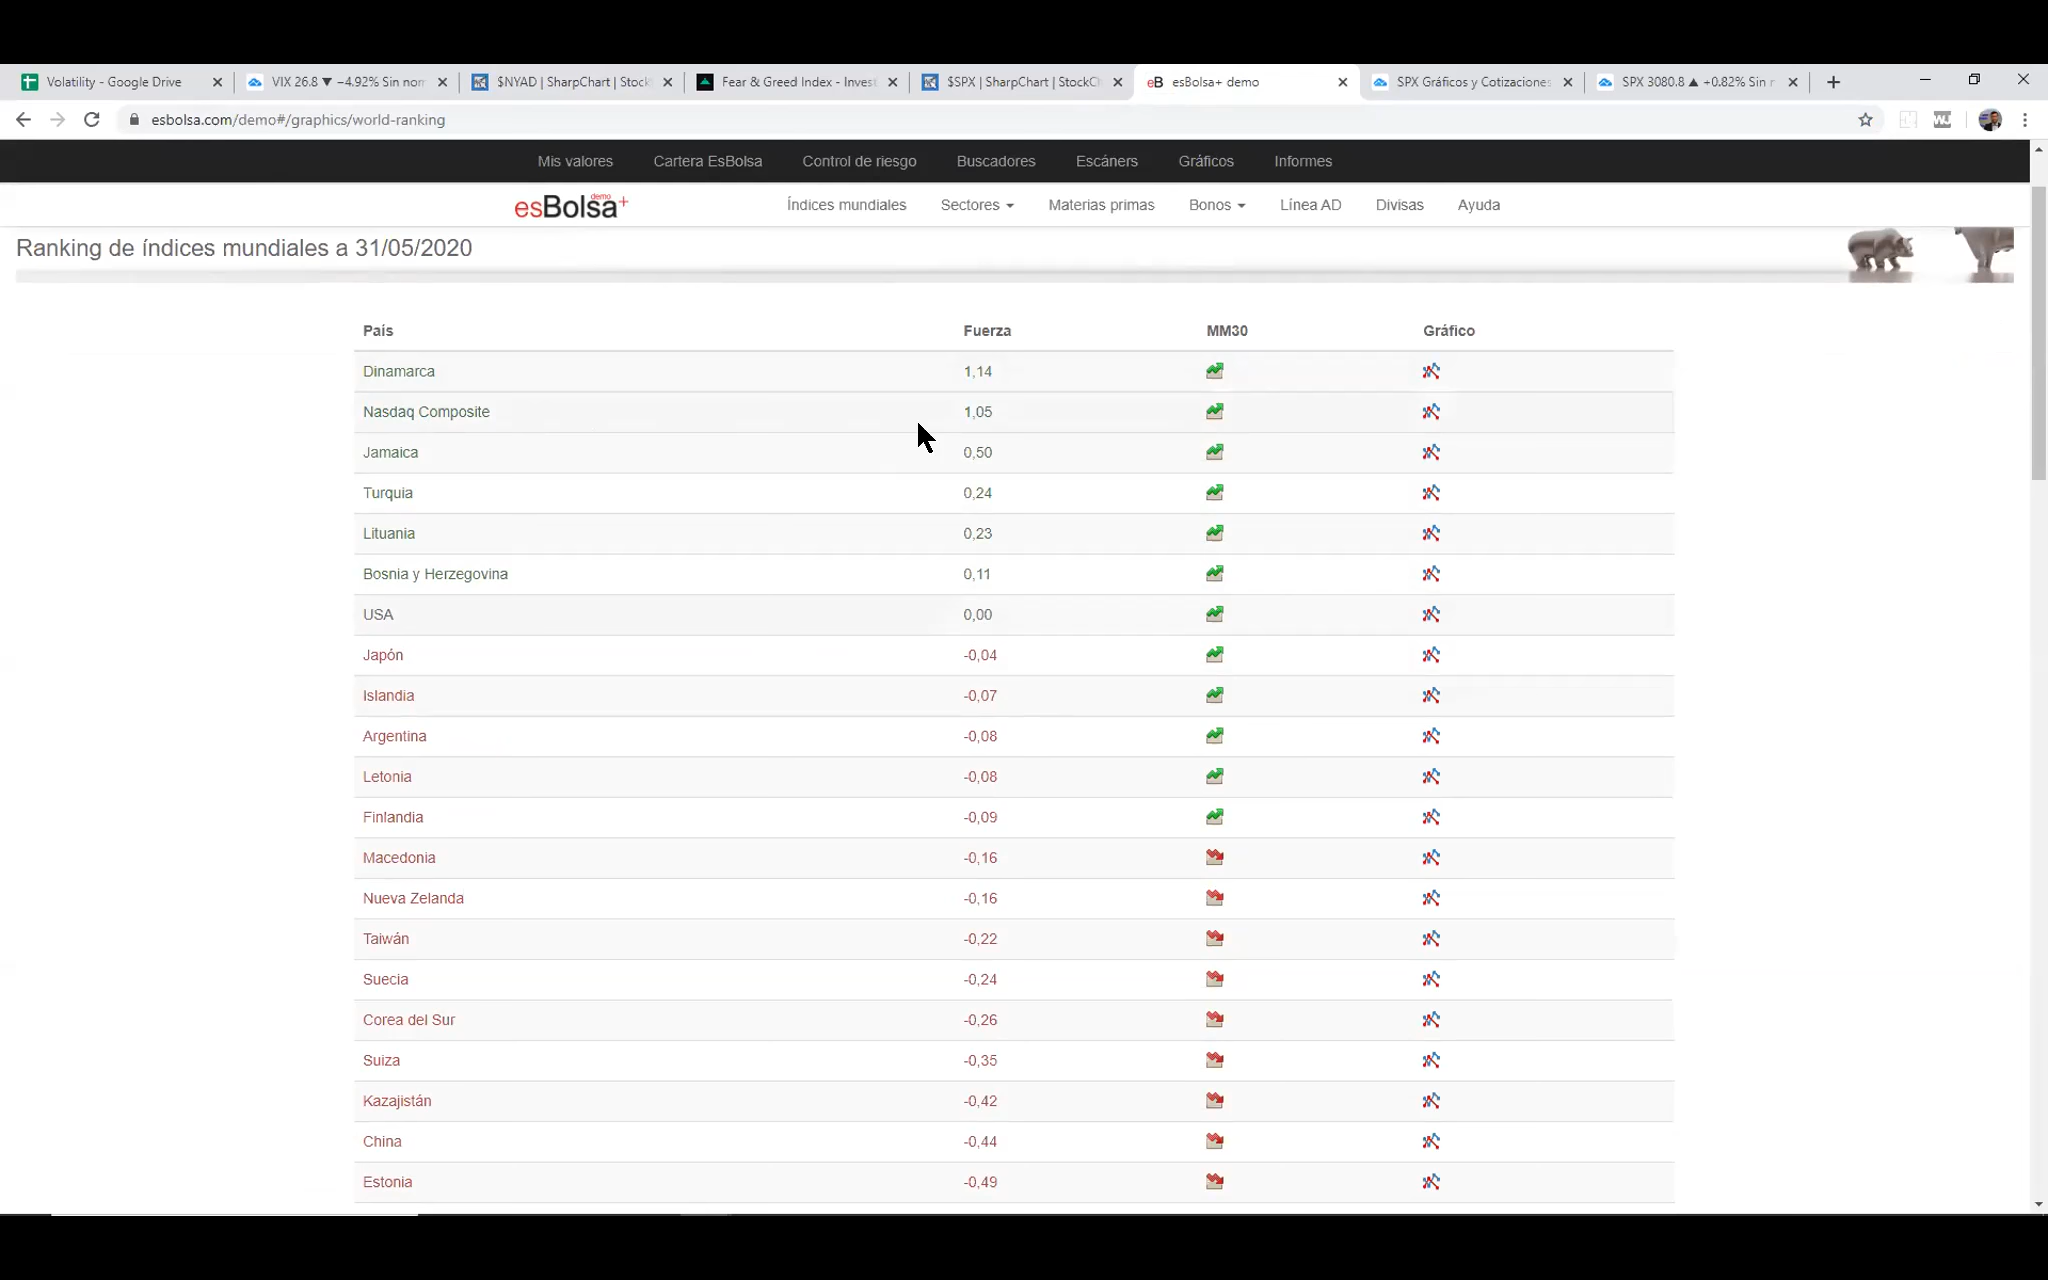 Volatility - Google Drive
VIX 26.8 ▼ −4.92% Sin nom
$NYAD | SharpChart | Stock
Fear & Greed Index - Invest
$SPX | SharpChart | StockCh
eB esBolsa+ demo
SPX Gráficos y Cotizaciones
SPX 3080.8 ▲ +0.82% Sin r
esbolsa.com/demo#/graphics/world-ranking
Mis valores Cartera EsBolsa Control de riesgo Buscadores Escáners Gráficos Informes
esBolsa+ demo Índices mundiales Sectores Materias primas Bonos Línea AD Divisas Ayuda
Ranking de índices mundiales a 31/05/2020
País Fuerza MM30 Gráfico
Dinamarca 1,14
Nasdaq Composite 1,05
Jamaica 0,50
Turquia 0,24
Lituania 0,23
Bosnia y Herzegovina 0,11
USA 0,00
Japón -0,04
Islandia -0,07
Argentina -0,08
Letonia -0,08
Finlandia -0,09
Macedonia -0,16
Nueva Zelanda -0,16
Taiwán -0,22
Suecia -0,24
Corea del Sur -0,26
Suiza -0,35
Kazajistán -0,42
China -0,44
Estonia -0,49